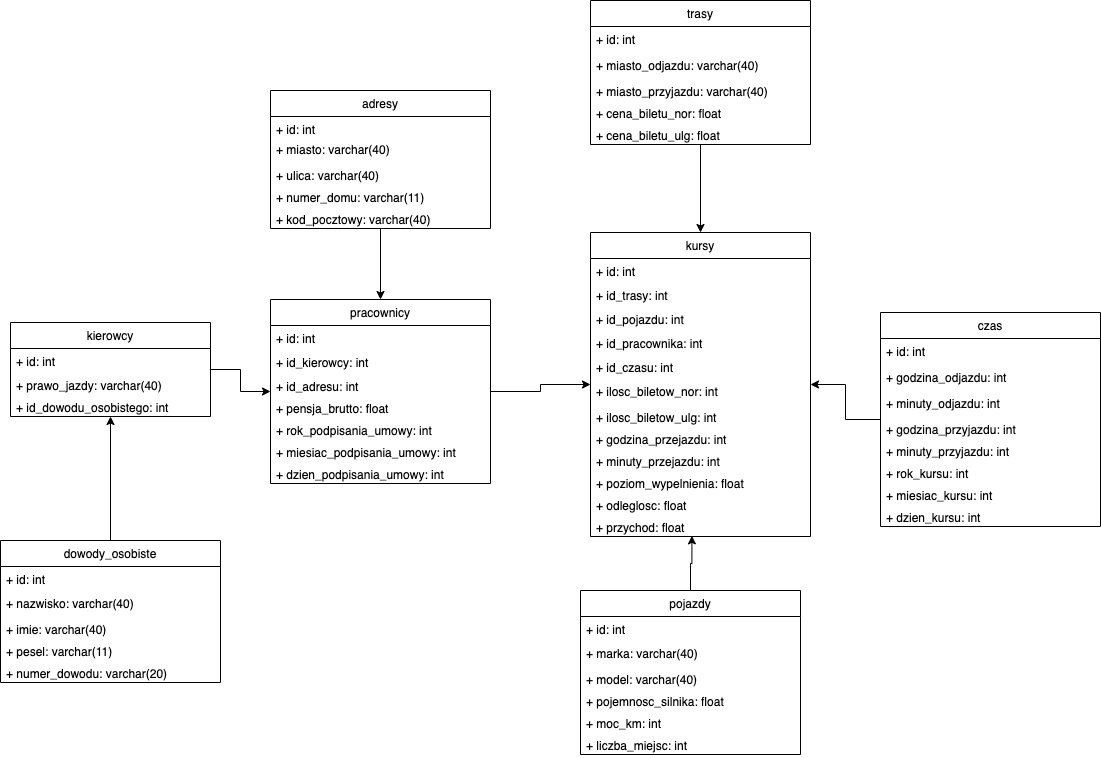 trasy
+ id: int
+ miasto_odjazdu: varchar(40)
+ miasto_przyjazdu: varchar(40)
+ cena_biletu_nor: float
+ cena_biletu_ulg: float
adresy
+ id: int
+ miasto: varchar(40)
+ ulica: varchar(40)
+ numer_domu: varchar(11)
+ kod_pocztowy: varchar(40)
kierowcy
+ id: int
+ prawo_jazdy: varchar(40)
+ id_dowodu_osobistego: int
pracownicy
+ id: int
+ id_kierowcy: int
+ id_adresu: int
+ pensja_brutto: float
+ rok_podpisania_umowy: int
+ miesiac_podpisania_umowy: int
+ dzien_podpisania_umowy: int
kursy
+ id: int
+ id_trasy: int
+ id_pojazdu: int
+ id_pracownika: int
+ id_czasu: int
+ ilosc_biletow_nor: int
+ ilosc_biletow_ulg: int
+ godzina_przejazdu: int
+ minuty_przejazdu: int
+ poziom_wypelnienia: float
+ odleglosc: float
+ przychod: float
czas
+ id: int
+ godzina_odjazdu: int
+ minuty_odjazdu: int
+ godzina_przyjazdu: int
+ minuty_przyjazdu: int
+ rok_kursu: int
+ miesiac_kursu: int
+ dzien_kursu: int
dowody_osobiste
+ id: int
+ nazwisko: varchar(40)
+ imie: varchar(40)
+ pesel: varchar(11)
+ numer_dowodu: varchar(20)
pojazdy
+ id: int
+ marka: varchar(40)
+ model: varchar(40)
+ pojemnosc_silnika: float
+ moc_km: int
+ liczba_miejsc: int